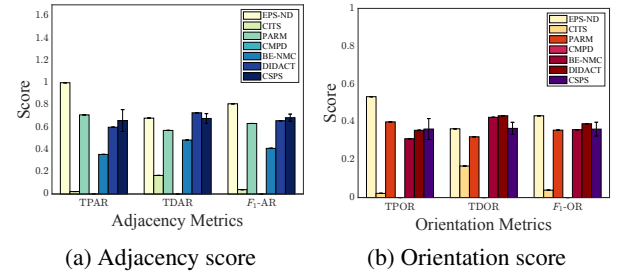 1.6
1.4
1.2
1
0.8
0.6
0.4
0.2
0
Score
EPS-ND
CITS
PARM
CMPD
BE-NMC
DIDACT
CSPS
TPAR TDAR F1-AR
Adjacency Metrics
(a) Adjacency score
1
0.8
0.6
0.4
0.2
0
Score
EPS-ND
CITS
PARM
CMPD
BE-NMC
DIDACT
CSPS
TPOR TDOR F1-OR
Orientation Metrics
(b) Orientation score